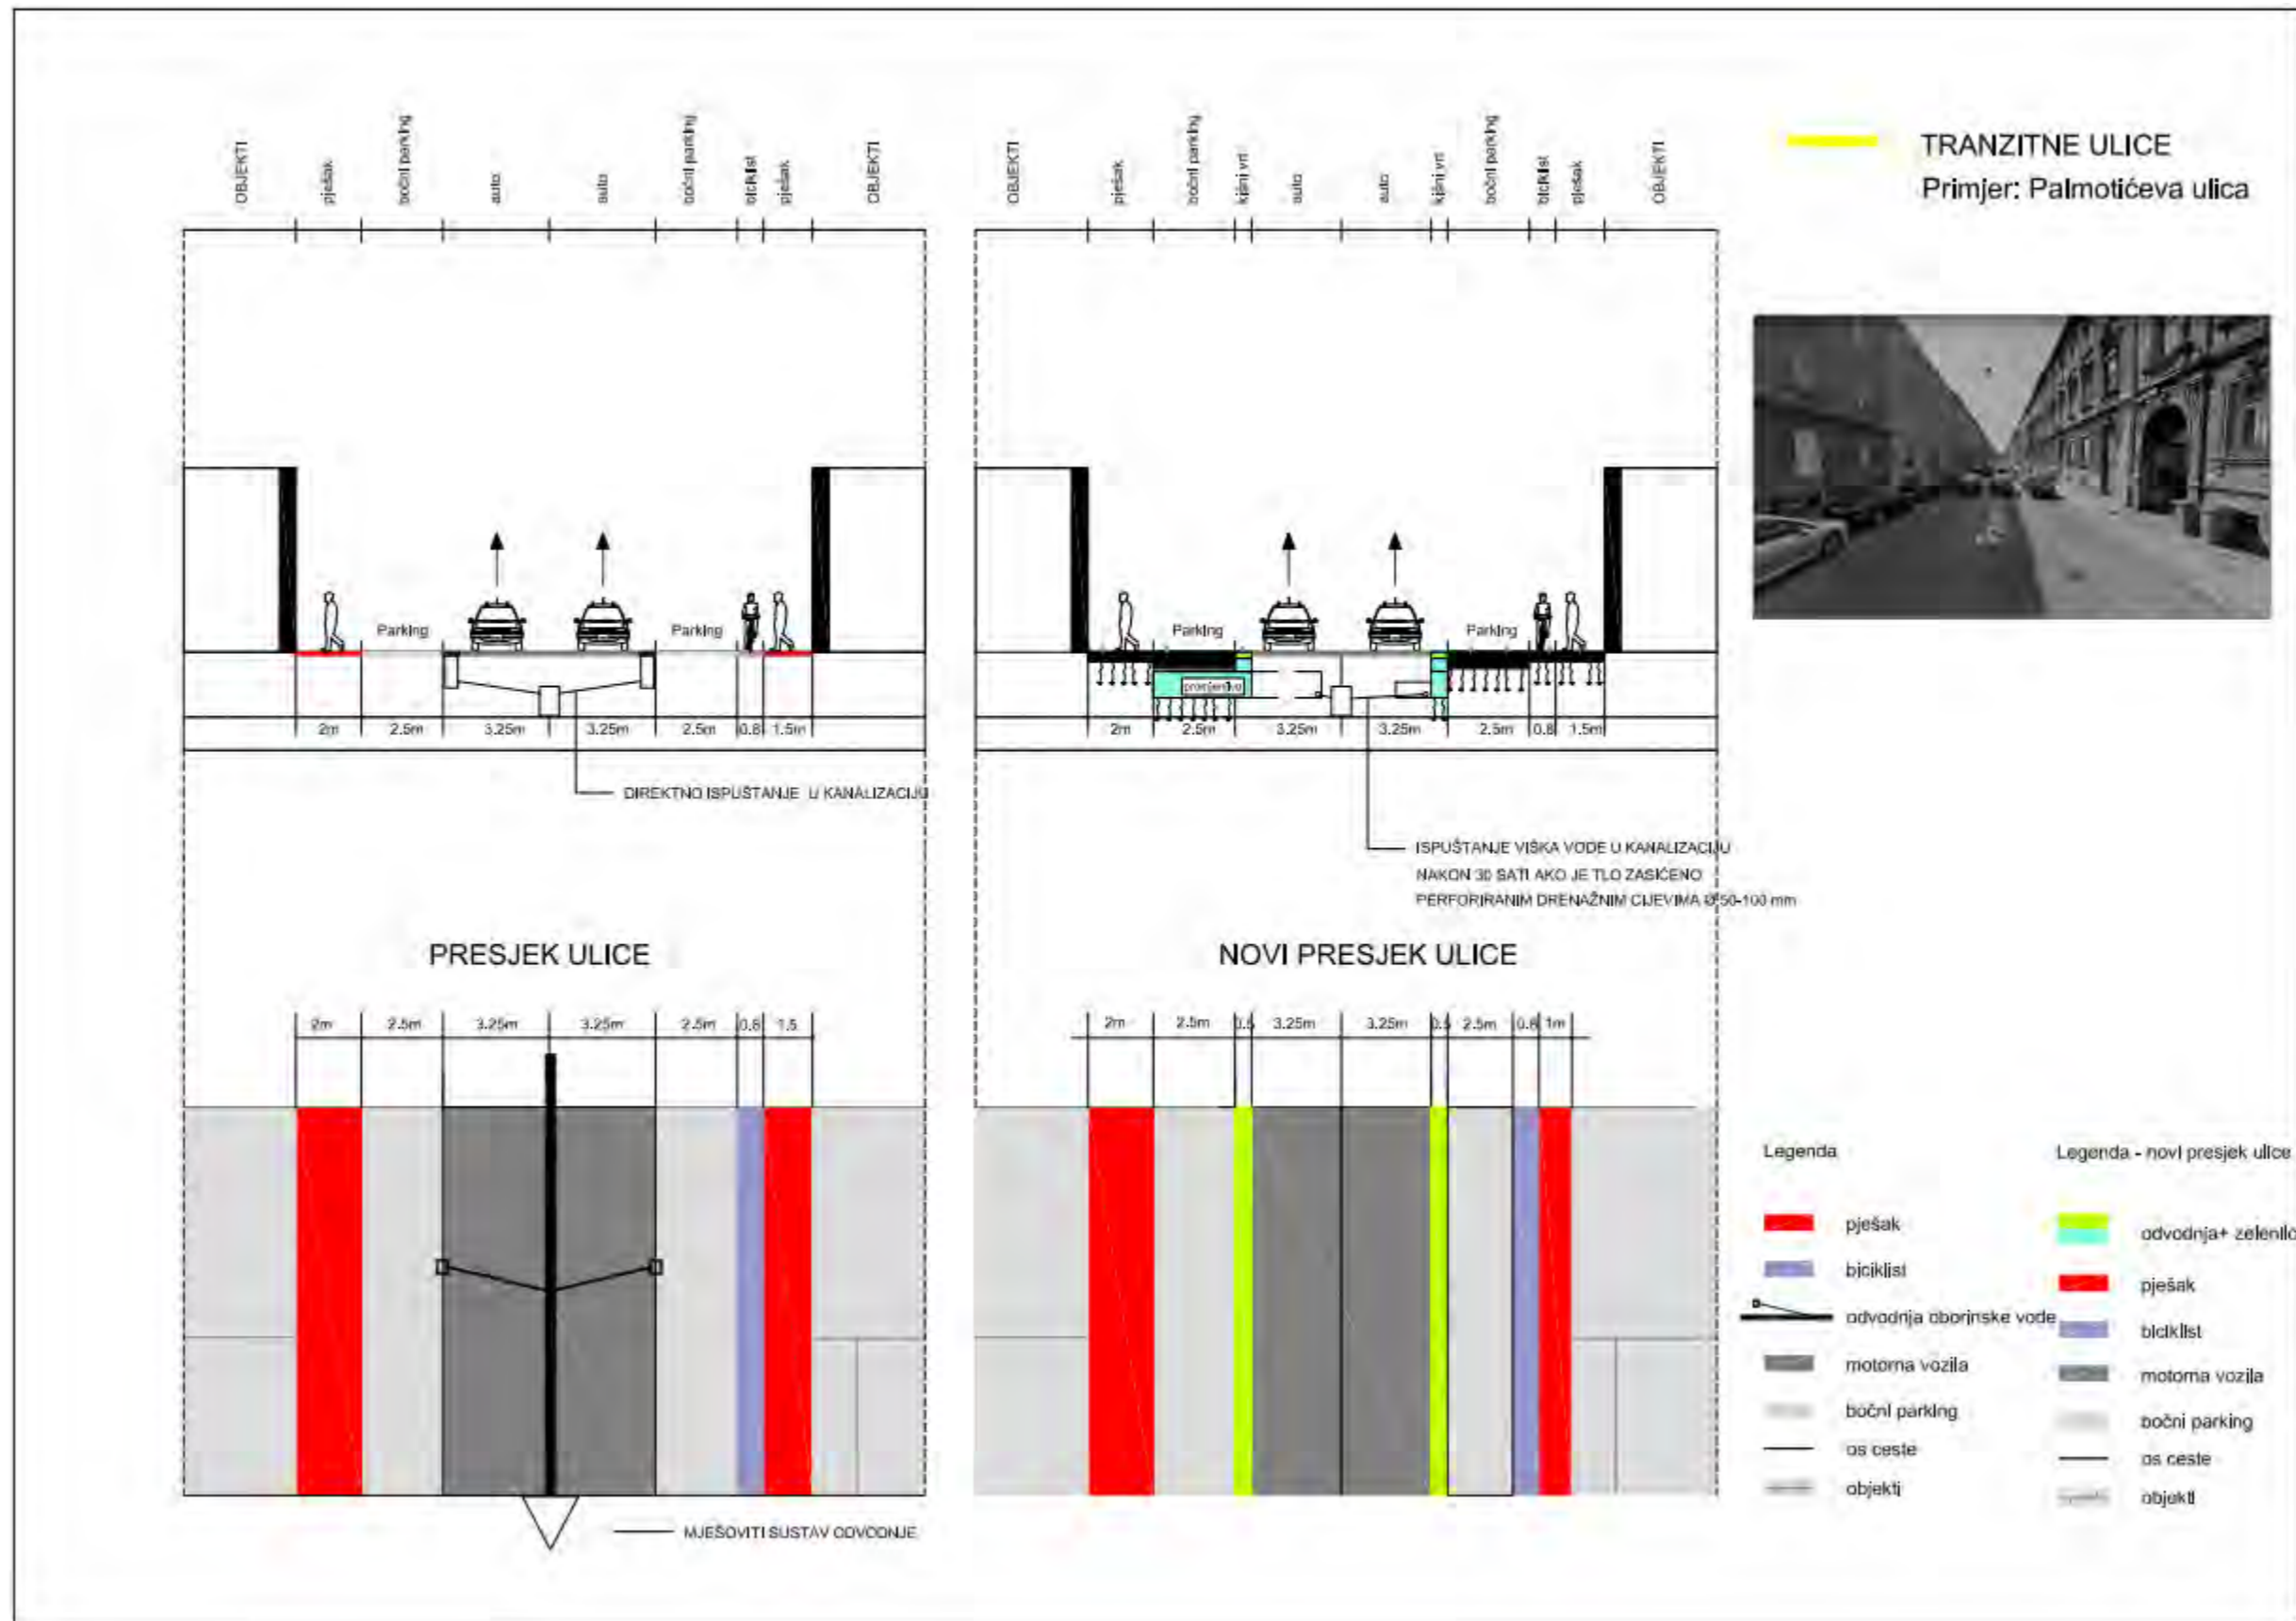 OBJEKTI
pješak
bočni parking
auto
auto
bočni parking
biciklist
pješak
OBJEKTI
OBJEKTI
pješak
bočni parking
kišni vrt
auto
auto
kišni vrt
bočni parking
biciklist
pješak
OBJEKTI
TRANZITNE ULICE
Primjer: Palmotićeva ulica
Parking
Parking
Parking
Parking
2m 2.5m 3.25m 3.25m 2.5m 0.8 1.5m
2m 2.5m 3.25m 3.25m 2.5m 0.8 1.5m
DIREKTNO ISPUŠTANJE U KANALIZACIJU
ISPUŠTANJE VIŠKA VODE U KANALIZACIJU
NAKON 30 SATI AKO JE TLO ZASIĆENO
PERFORIRANIM DRENAŽNIM CIJEVIMA Ø 50-100 mm
PRESJEK ULICE
NOVI PRESJEK ULICE
2m 2.5m 3.25m 3.25m 2.5m 0.8 1.5
2m 2.5m 0.5 3.25m 3.25m 0.5 2.5m 0.8 1m
MJEŠOVITI SUSTAV ODVODNJE
Legenda
pješak
biciklist
odvodnja oborinske vode
motorna vozila
bočni parking
os ceste
objekti
Legenda - novi presjek ulice
odvodnja+ zelenilo
pješak
biciklist
motorna vozila
bočni parking
os ceste
objekti